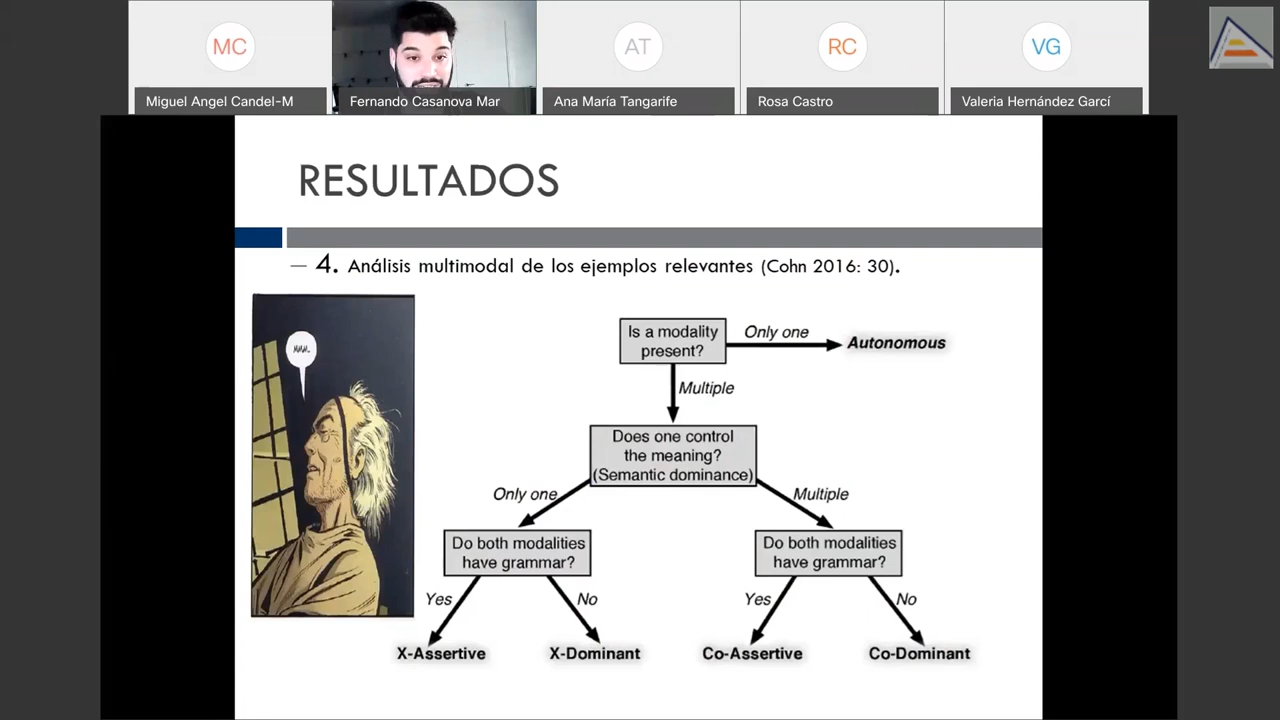 MC
AT
RC
VG
Miguel Angel Candel-M
Fernando Casanova Mar
Ana María Tangarife
Rosa Castro
Valeria Hernández Garcí
RESULTADOS
— 4. Análisis multimodal de los ejemplos relevantes (Cohn 2016: 30).
MMM..
Is a modality
present?
Only one
Autonomous
Multiple
Does one control
the meaning?
(Semantic dominance)
Only one
Multiple
Do both modalities
have grammar?
Do both modalities
have grammar?
Yes
No
Yes
No
X-Assertive
X-Dominant
Co-Assertive
Co-Dominant